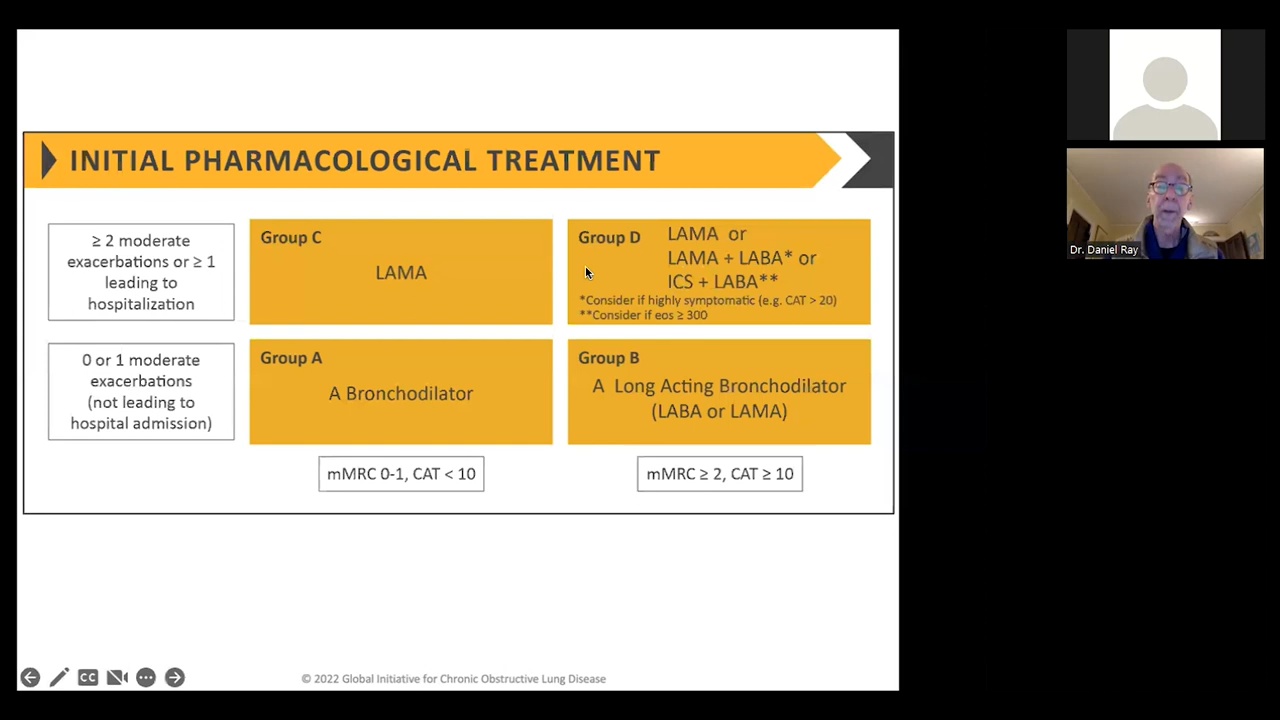 INITIAL PHARMACOLOGICAL TREATMENT
≥ 2 moderate
exacerbations or ≥ 1
leading to
hospitalization
Group C
LAMA
Group D
LAMA or
LAMA + LABA* or
ICS + LABA**
*Consider if highly symptomatic (e.g. CAT > 20)
**Consider if eos ≥ 300
0 or 1 moderate
exacerbations
(not leading to
hospital admission)
Group A
A Bronchodilator
Group B
A Long Acting Bronchodilator
(LABA or LAMA)
mMRC 0-1, CAT < 10
mMRC ≥ 2, CAT ≥ 10
CC
© 2022 Global Initiative for Chronic Obstructive Lung Disease
Dr. Daniel Ray